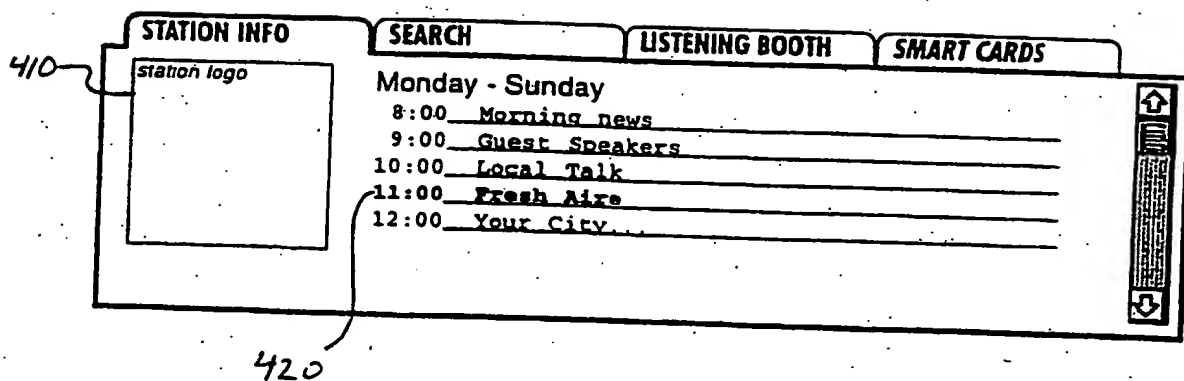 STATION INFO SEARCH LISTENING BOOTH SMART CARDS
410 station logo
Monday - Sunday
8:00 Morning news
9:00 Guest Speakers
10:00 Local Talk
11:00 Fresh Aire
12:00 Your City...
420